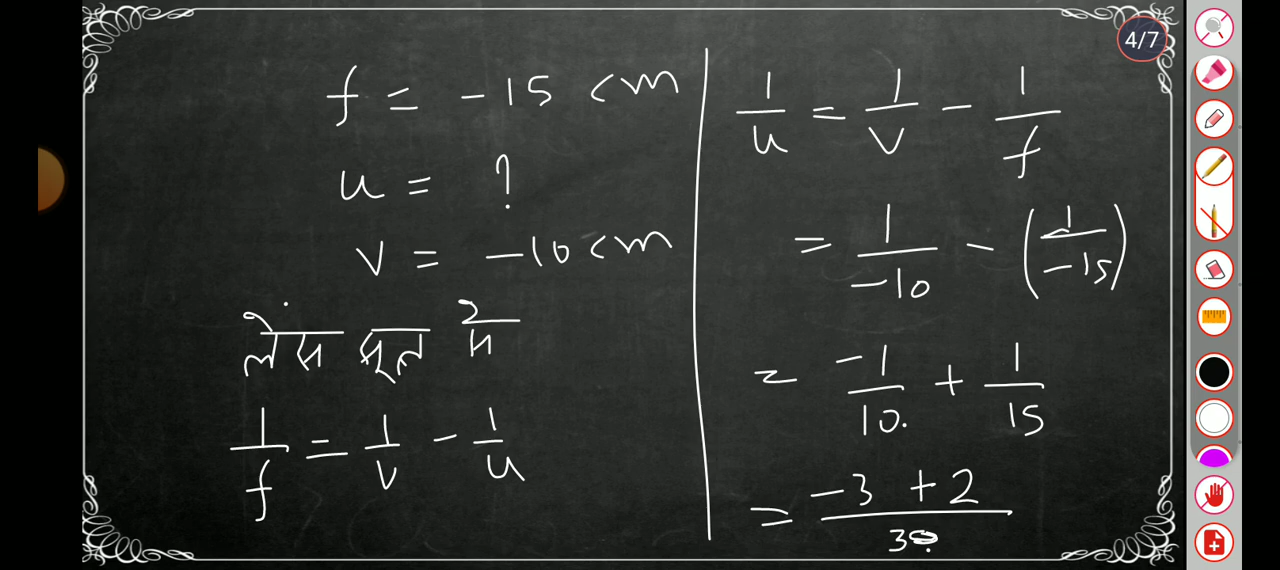 4/7
f = -15 cm
u = ?
v = -10 cm
लेंस सूत्र से
1/f = 1/v - 1/u
1/u = 1/v - 1/f
= 1/-10 - (1/-15)
= -1/10 + 1/15
= -3 + 2/30